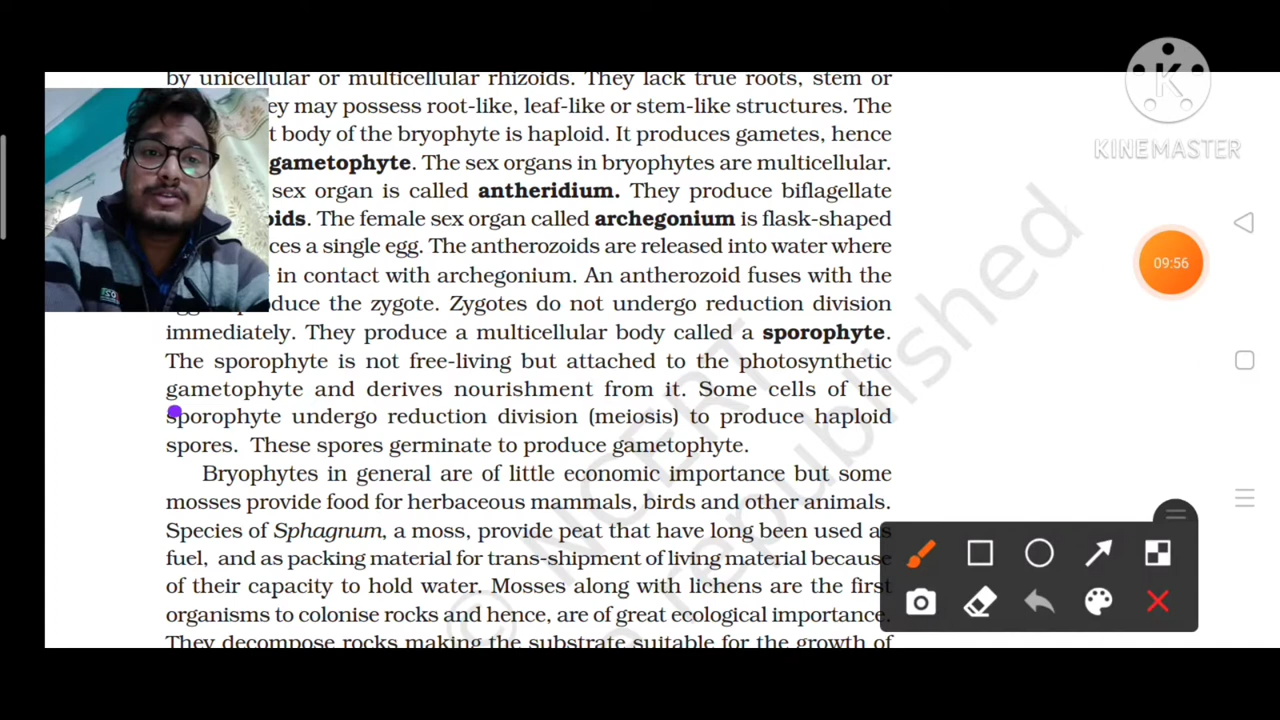 by unicellular or multicellular rhizoids. They lack true roots, stem or
ey may possess root-like, leaf-like or stem-like structures. The
t body of the bryophyte is haploid. It produces gametes, hence
gametophyte. The sex organs in bryophytes are multicellular.
sex organ is called antheridium. They produce biflagellate
oids. The female sex organ called archegonium is flask-shaped
ces a single egg. The antherozoids are released into water where
in contact with archegonium. An antherozoid fuses with the
oduce the zygote. Zygotes do not undergo reduction division
immediately. They produce a multicellular body called a sporophyte.
The sporophyte is not free-living but attached to the photosynthetic
gametophyte and derives nourishment from it. Some cells of the
sporophyte undergo reduction division (meiosis) to produce haploid
spores. These spores germinate to produce gametophyte.
Bryophytes in general are of little economic importance but some
mosses provide food for herbaceous mammals, birds and other animals.
Species of Sphagnum, a moss, provide peat that have long been used as
fuel, and as packing material for trans-shipment of living material because
of their capacity to hold water. Mosses along with lichens are the first
organisms to colonise rocks and hence, are of great ecological importance.
They decompose rocks making the substrate suitable for the growth of
© NCERT
republished
K
KINEMASTER
09:56